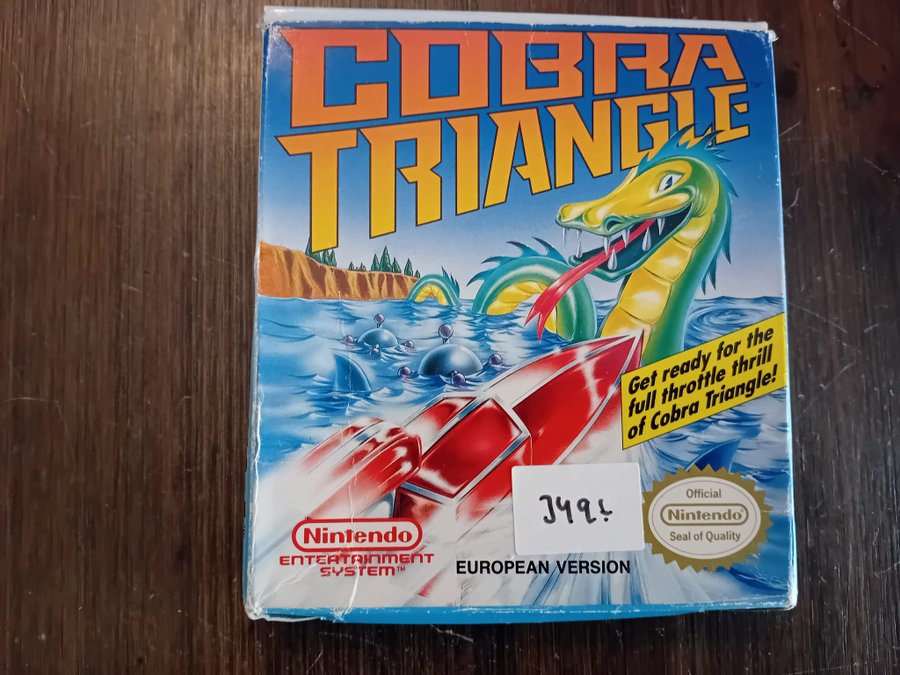 COBRA
TRIANGLE
TM
Get ready for the
full throttle thrill
of Cobra Triangle!
Official
Nintendo®
Seal of Quality
Nintendo®
ENTERTAINMENT
SYSTEM™
EUROPEAN VERSION